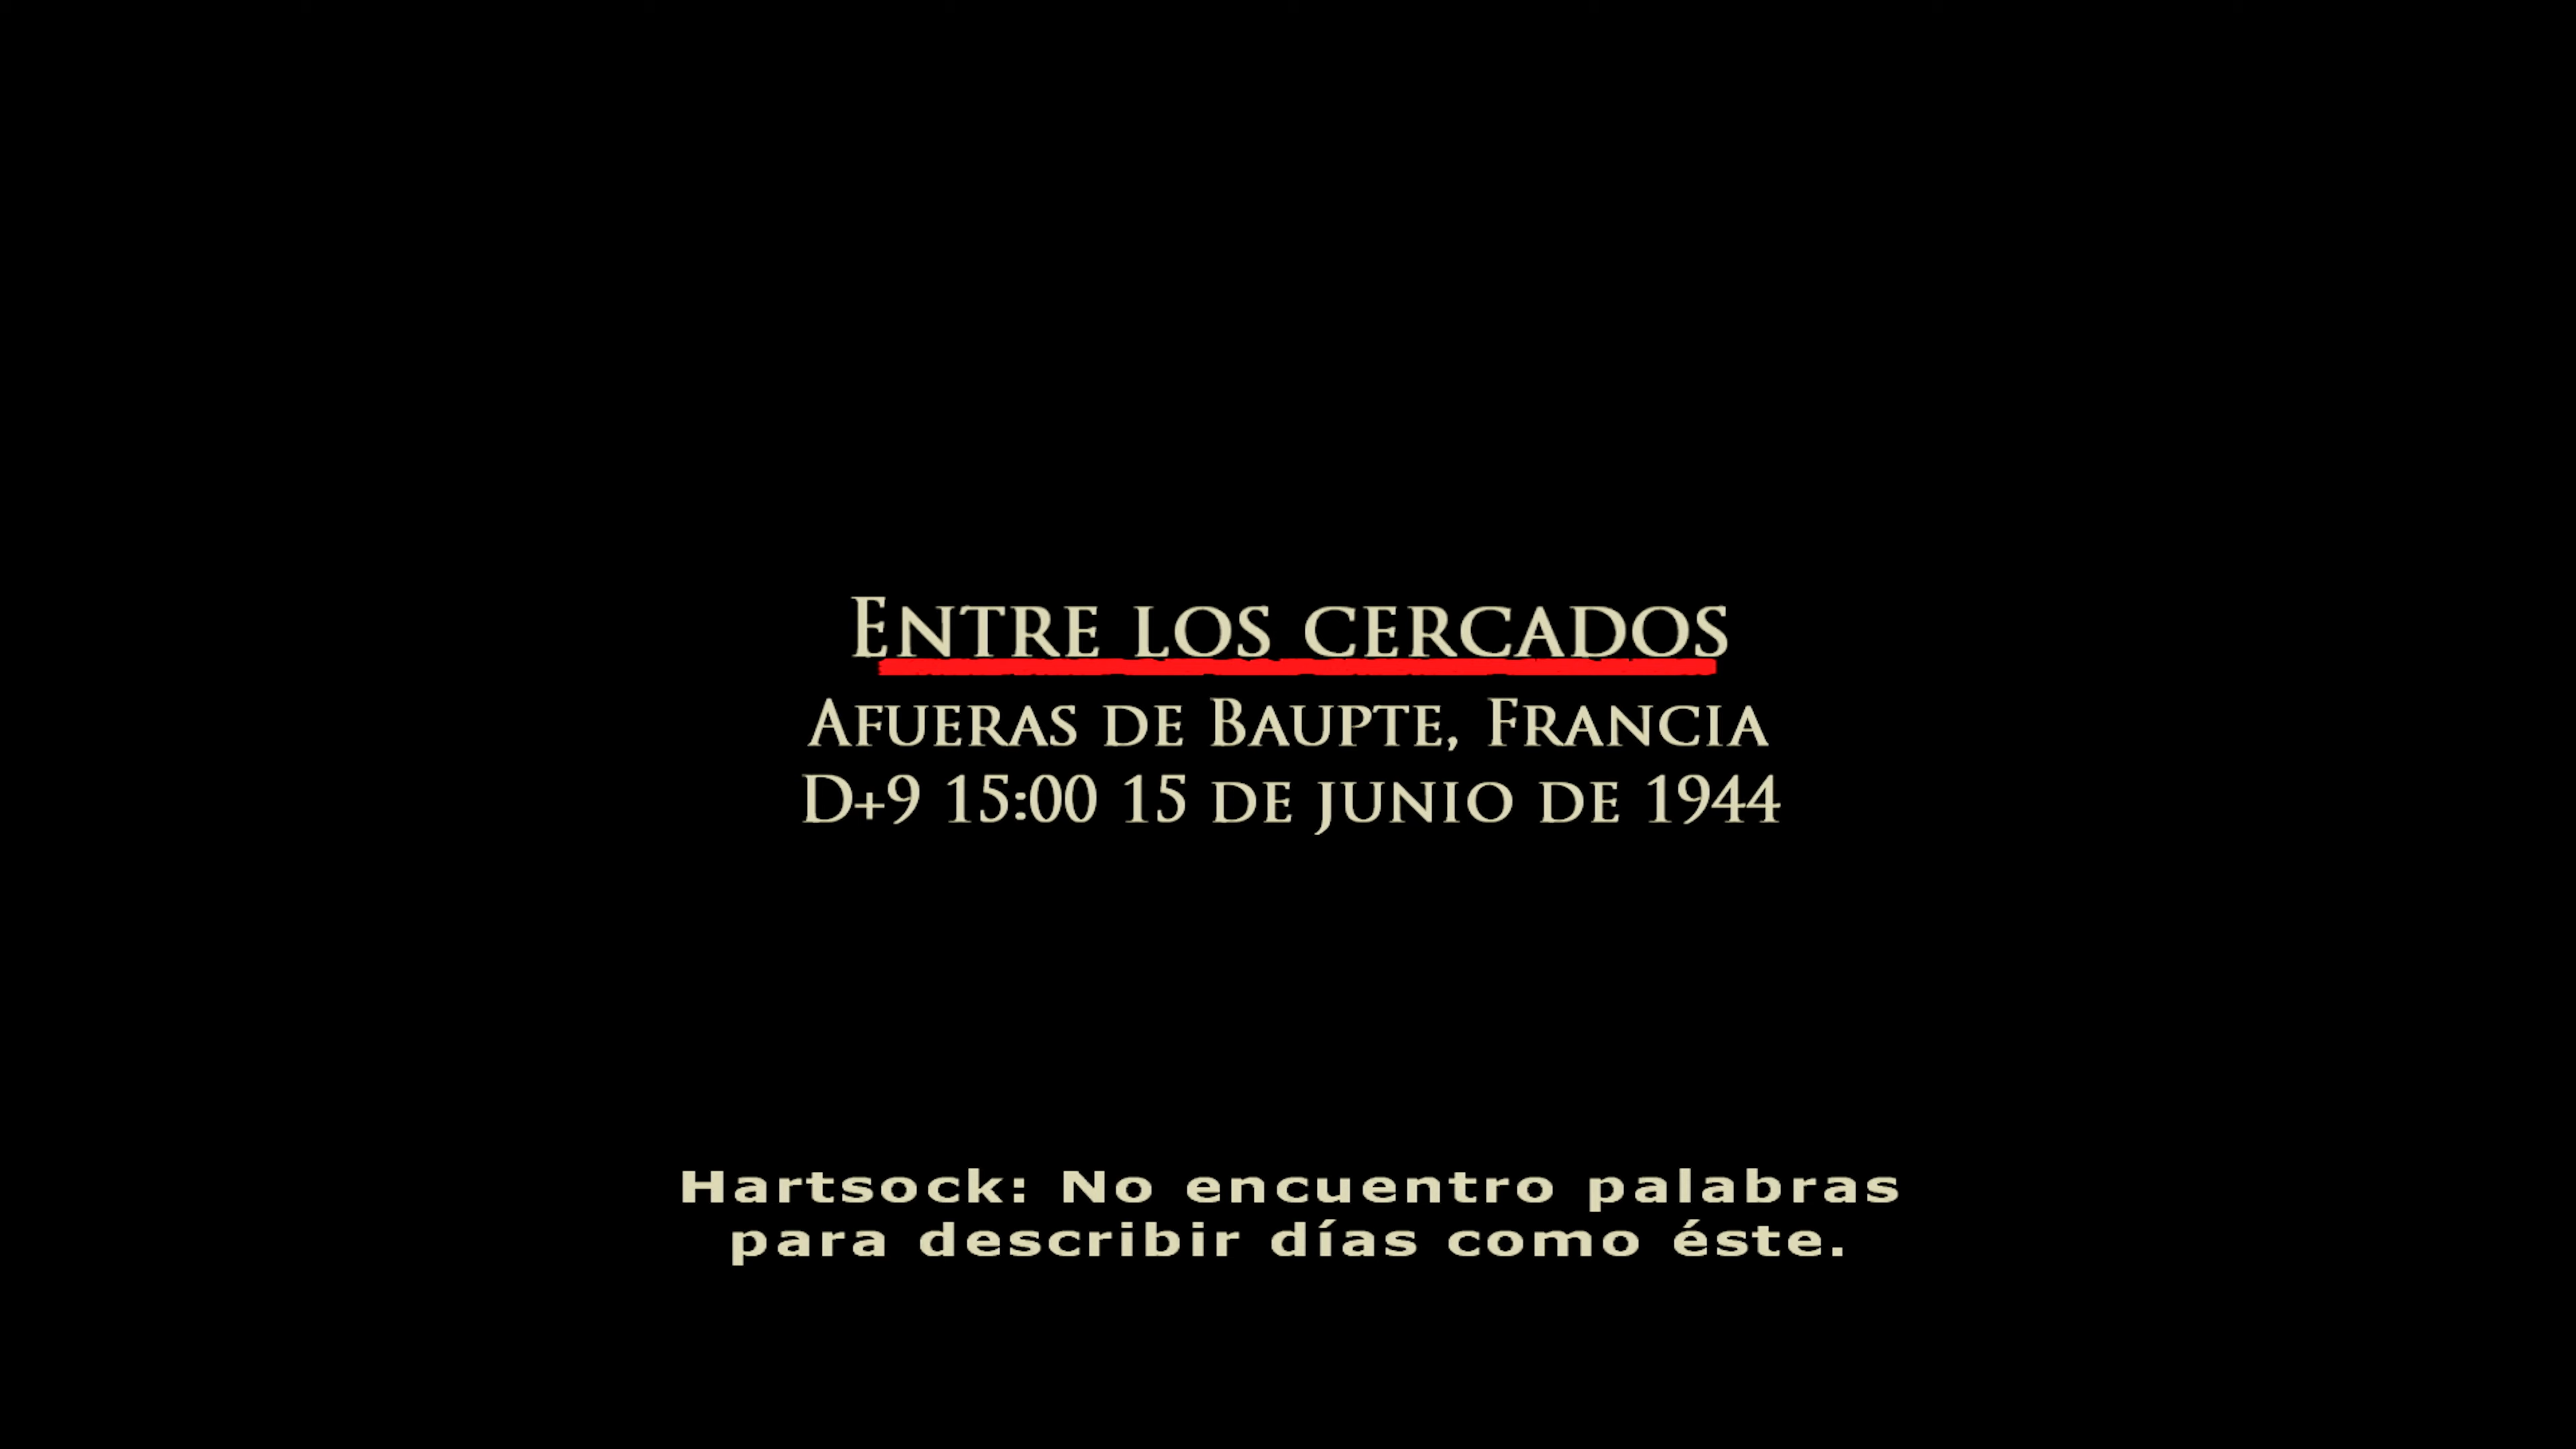 Entre los cercados
Afueras de Baupte, Francia
D+9 15:00 15 de junio de 1944
Hartsock: No encuentro palabras
para describir días como éste.